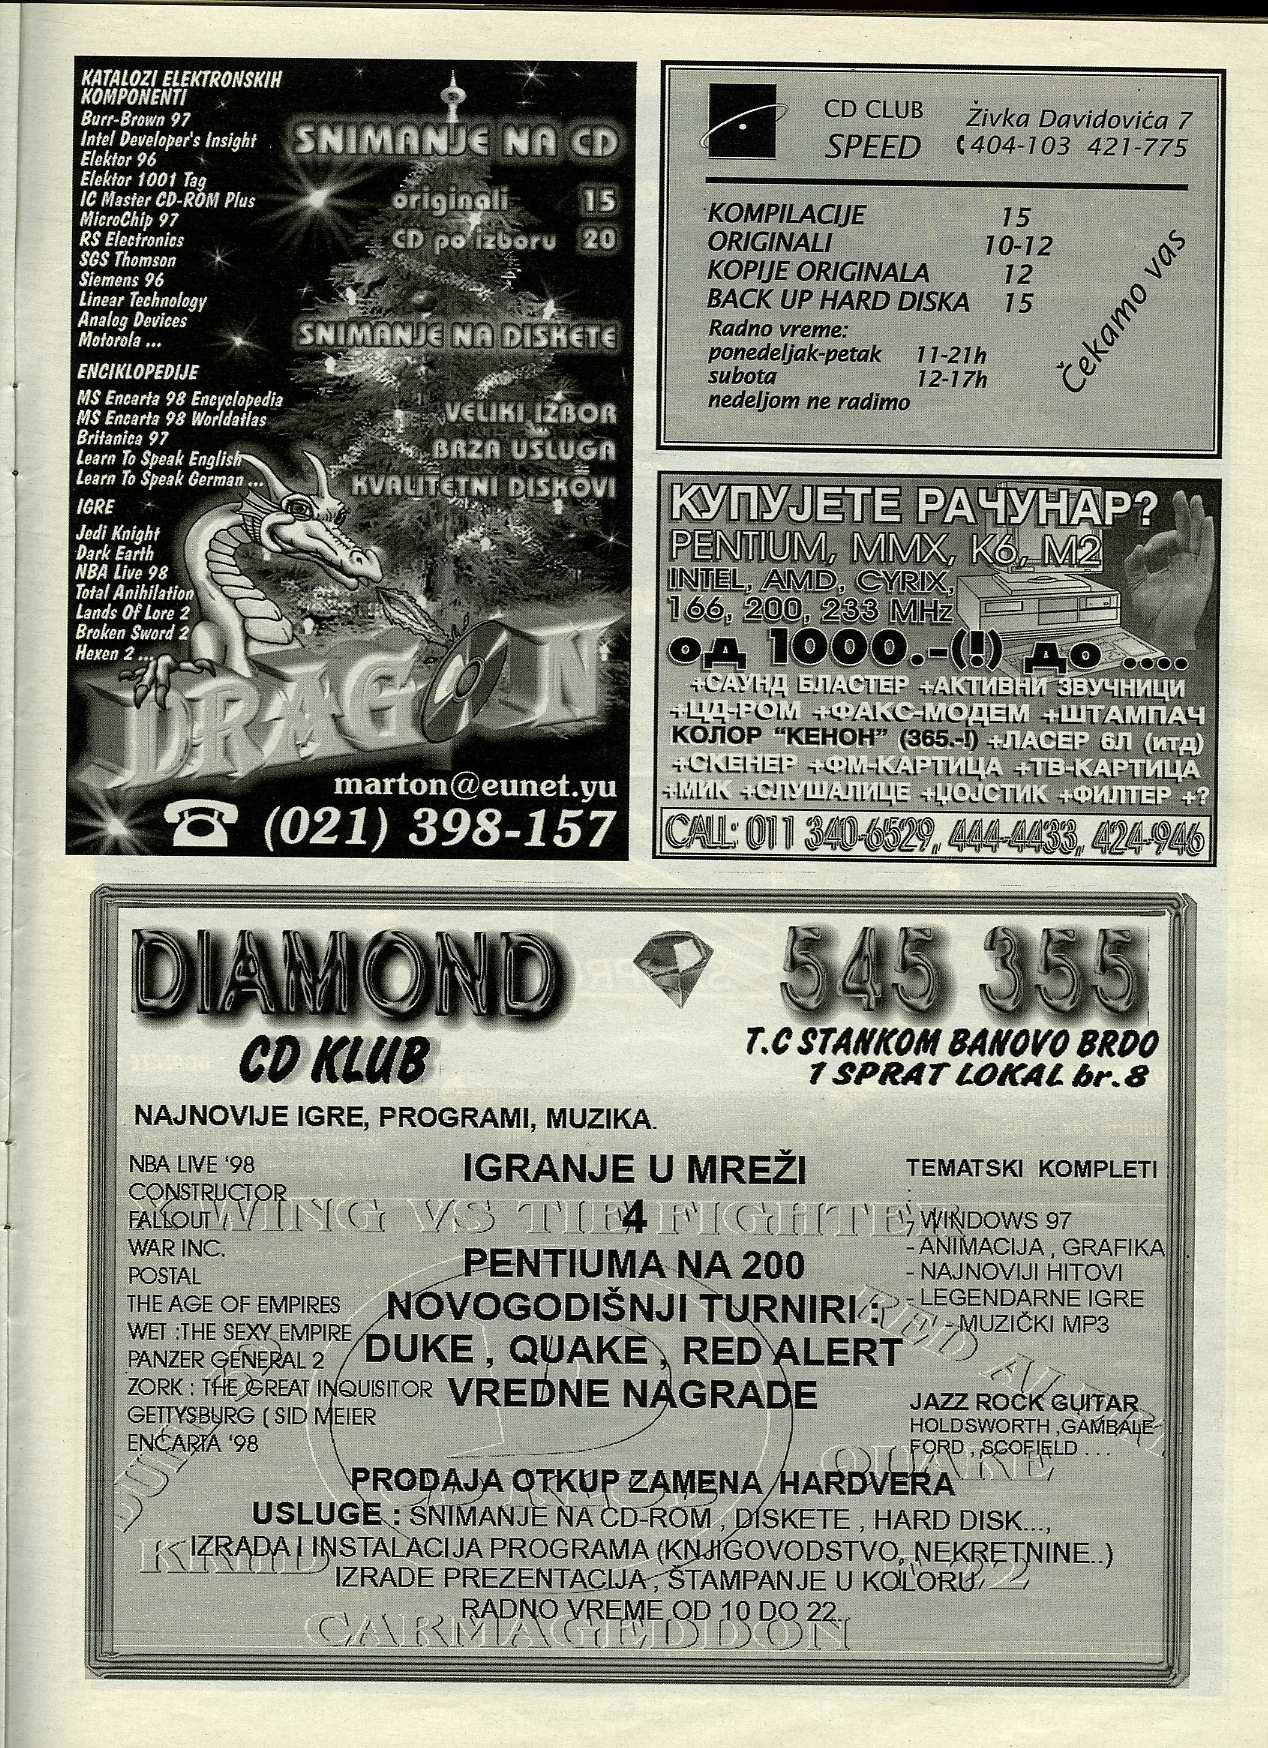 KATALOZI ELEKTRONSKIH
KOMPONENTI
Burr-Brown 97
Intel Developer's Insight
Elektor 96
Elektor 1001 Tag
IC Master CD-ROM Plus
MicroChip 97
RS Electronics
SGS Thomson
Siemens 96
Linear Technology
Analog Devices
Motorola ...
ENCIKLOPEDIJE
MS Encarta 98 Encyclopedia
MS Encarta 98 Worldatlas
Britanica 97
Learn To Speak English
Learn To Speak German ...
IGRE
Jedi Knight
Dark Earth
NBA Live 98
Total Anihilation
Lands Of Lore 2
Broken Sword 2
Hexen 2 ...
SNIMANJE NA CD
originali 15
CD po izboru 20
SNIMANJE NA DISKETE
VELIKI IZBOR
BRZA USLUGA
KVALITETNI DISKOVI
DRAGON
marton@eunet.yu
(021) 398-157
CD CLUB
SPEED
Živka Davidovića 7
404-103 421-775
KOMPILACIJE 15
ORIGINALI 10-12
KOPIJE ORIGINALA 12
BACK UP HARD DISKA 15
Radno vreme:
ponedeljak-petak 11-21h
subota 12-17h
nedeljom ne radimo
Čekamo vas
КУПУЈЕТЕ РАЧУНАР?
PENTIUM, MMX, K6, M2
INTEL, AMD, CYRIX,
166, 200, 233 MHz
од 1000.-(!) до ....
+САУНД БЛАСТЕР +АКТИВНИ ЗВУЧНИЦИ
+ЦД-РОМ +ФАКС-МОДЕМ +ШТАМПАЧ
КОЛОР "КЕНОН" (365.-!) +ЛАСЕР 6Л (итд)
+СКЕНЕР +ФМ-КАРТИЦА +ТВ-КАРТИЦА
+МИК +СЛУШАЛИЦЕ +ЏОЈСТИК +ФИЛТЕР +?
CALL: 011 340-6529, 444-4433, 424-946
DIAMOND
CD KLUB
545 355
T.C STANKOM BANOVO BRDO
1 SPRAT LOKAL br.8
NAJNOVIJE IGRE, PROGRAMI, MUZIKA.
NBA LIVE '98
CONSTRUCTOR
FALLOUT
WAR INC.
POSTAL
THE AGE OF EMPIRES
WET :THE SEXY EMPIRE
PANZER GENERAL 2
ZORK : THE GREAT INQUISITOR
GETTYSBURG ( SID MEIER
ENCARTA '98
IGRANJE U MREŽI
4
PENTIUMA NA 200
NOVOGODIŠNJI TURNIRI :
DUKE , QUAKE , RED ALERT
VREDNE NAGRADE
TEMATSKI KOMPLETI :
- WINDOWS 97
- ANIMACIJA , GRAFIKA
- NAJNOVIJI HITOVI
- LEGENDARNE IGRE
- MUZIČKI MP3
JAZZ ROCK GUITAR
HOLDSWORTH ,GAMBALE
FORD , SCOFIELD . . .
X WING VS TIE FIGHTER
QUAKE
CARMAGEDDON
PRODAJA OTKUP ZAMENA HARDVERA
USLUGE : SNIMANJE NA CD-ROM , DISKETE , HARD DISK...,
IZRADA I INSTALACIJA PROGRAMA (KNJIGOVODSTVO, NEKRETNINE..)
IZRADE PREZENTACIJA , ŠTAMPANJE U KOLORU
RADNO VREME OD 10 DO 22.